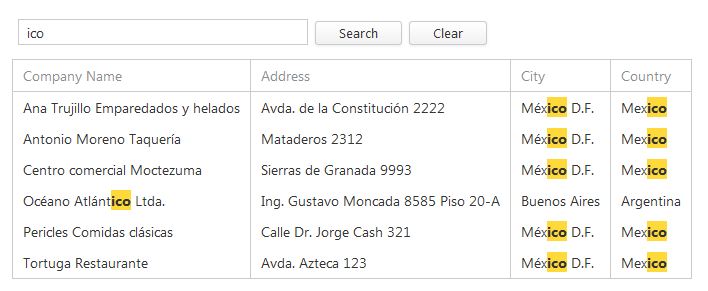 ico Search Clear
Company Name Address City Country
Ana Trujillo Emparedados y helados Avda. de la Constitución 2222 México D.F. Mexico
Antonio Moreno Taquería Mataderos 2312 México D.F. Mexico
Centro comercial Moctezuma Sierras de Granada 9993 México D.F. Mexico
Océano Atlántico Ltda. Ing. Gustavo Moncada 8585 Piso 20-A Buenos Aires Argentina
Pericles Comidas clásicas Calle Dr. Jorge Cash 321 México D.F. Mexico
Tortuga Restaurante Avda. Azteca 123 México D.F. Mexico